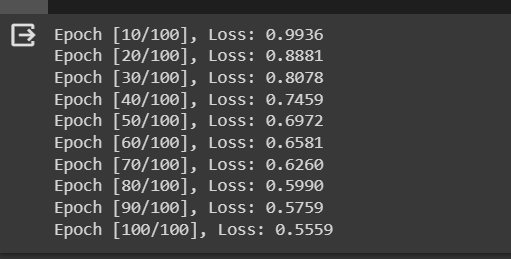 Epoch [10/100], Loss: 0.9936
Epoch [20/100], Loss: 0.8881
Epoch [30/100], Loss: 0.8078
Epoch [40/100], Loss: 0.7459
Epoch [50/100], Loss: 0.6972
Epoch [60/100], Loss: 0.6581
Epoch [70/100], Loss: 0.6260
Epoch [80/100], Loss: 0.5990
Epoch [90/100], Loss: 0.5759
Epoch [100/100], Loss: 0.5559